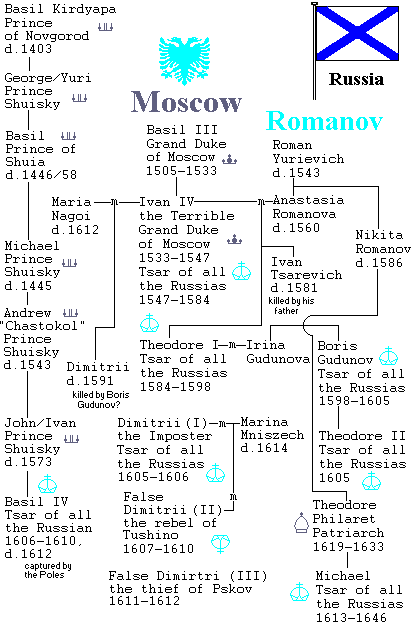 Basil Kirdyapa
Prince
of Novgorod
d.1403
George/Yuri
Prince
Shuisky
Basil
Prince of
Shuia
d.1446/58
Michael
Prince
Shuisky
d.1445
Andrew
"Chastokol"
Prince
Shuisky
d.1543
John/Ivan
Prince
Shuisky
d.1573
Basil IV
Tsar of all
the Russian
1606-1610,
d.1612
captured by
the Poles
Russia
Moscow
Romanov
Basil III
Grand Duke
of Moscow
1505-1533
Roman
Yurievich
d.1543
Maria
Nagoi
d.1612
m
Ivan IV
the Terrible
Grand Duke
of Moscow
1533-1547
Tsar of all
the Russias
1547-1584
m
Anastasia
Romanova
d.1560
Nikita
Romanov
d.1586
Ivan
Tsarevich
d.1581
killed by his
father
Dimitrii
d.1591
killed by Boris
Gudunov?
Theodore I
Tsar of all
the Russias
1584-1598
m
Irina
Gudunova
Boris
Gudunov
Tsar of all
the Russias
1598-1605
Dimitrii (I)
the Imposter
Tsar of all
the Russias
1605-1606
m
Marina
Mniszech
d.1614
Theodore II
Tsar of all
the Russias
1605
False
Dimitrii (II)
the rebel of
Tushino
1607-1610
m
Theodore
Philaret
Patriarch
1619-1633
False Dimirtri (III)
the thief of Pskov
1611-1612
Michael
Tsar of all
the Russias
1613-1646